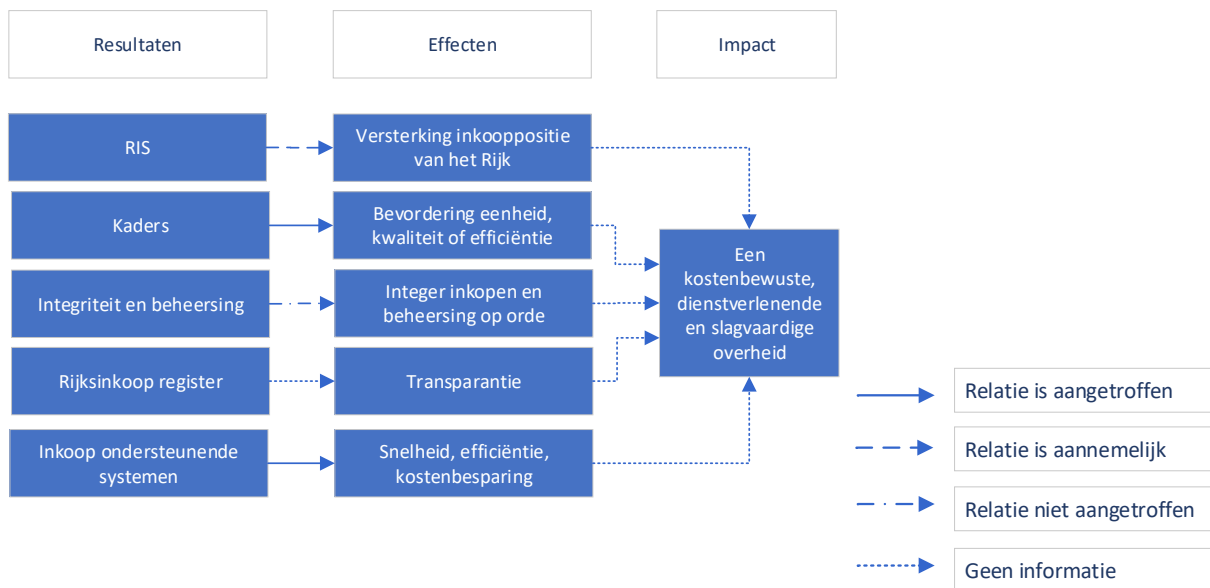 Resultaten
Effecten
Impact
RIS
Versterking inkooppositie
van het Rijk
Kaders
Bevordering eenheid,
kwaliteit of efficiëntie
Een
kostenbewuste,
dienstverlenende
en slagvaardige
overheid
Integriteit en beheersing
Integer inkopen en
beheersing op orde
Rijksinkoop register
Transparantie
Inkoop ondersteunende
systemen
Snelheid, efficiëntie,
kostenbesparing
Relatie is aangetroffen
Relatie is aannemelijk
Relatie niet aangetroffen
Geen informatie